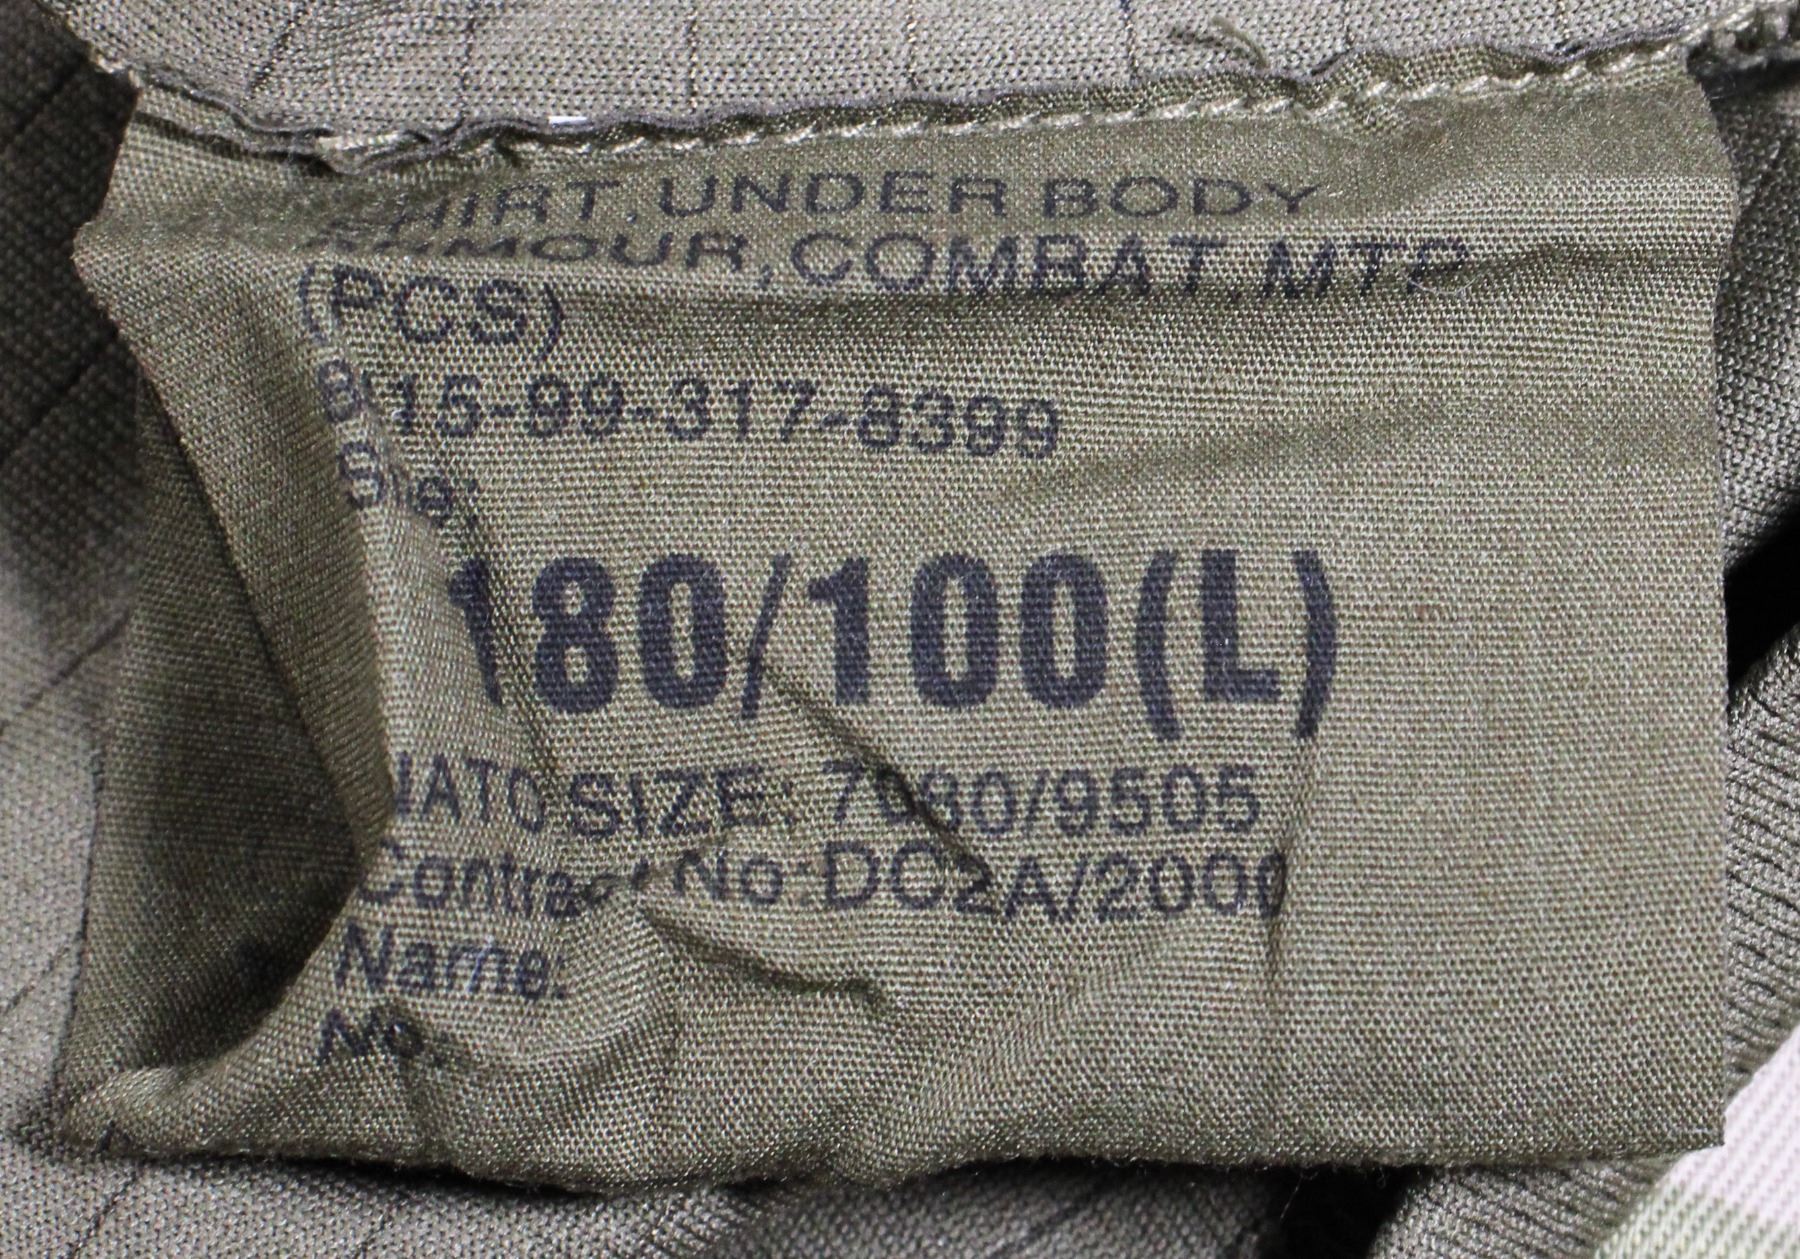 SHIRT, UNDER BODY
ARMOUR, COMBAT, MTP
(PCS)
8415-99-317-8399
Size:
180/100(L)
NATO SIZE: 7080/9505
Contract No:DC2A/2000
Name.
No.